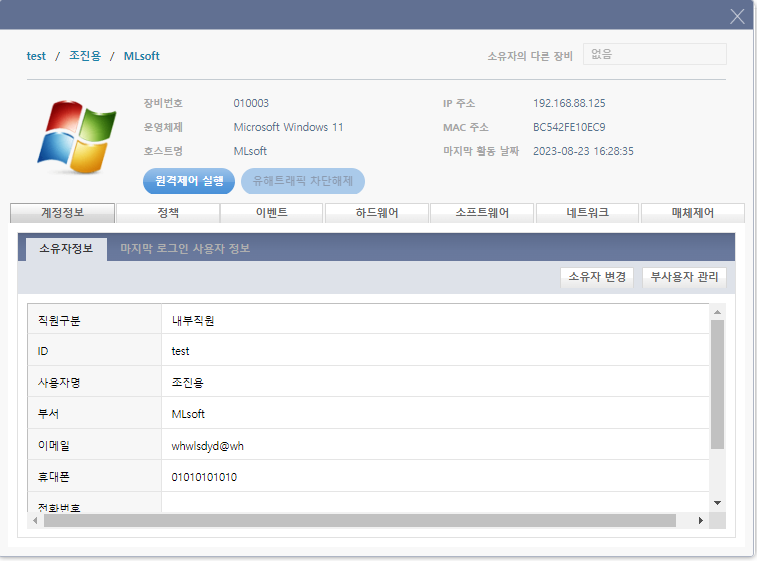 test / 조진용 / MLsoft
소유자의 다른 장비 없음
장비번호 010003 IP 주소 192.168.88.125
운영체제 Microsoft Windows 11 MAC 주소 BC542FE10EC9
호스트명 MLsoft 마지막 활동 날짜 2023-08-23 16:28:35
원격제어 실행 유해트래픽 차단해제
계정정보 정책 이벤트 하드웨어 소프트웨어 네트워크 매체제어
소유자정보 마지막 로그인 사용자 정보
소유자 변경 부사용자 관리
직원구분 내부직원
ID test
사용자명 조진용
부서 MLsoft
이메일 whwlsdyd@wh
휴대폰 01010101010
전화번호